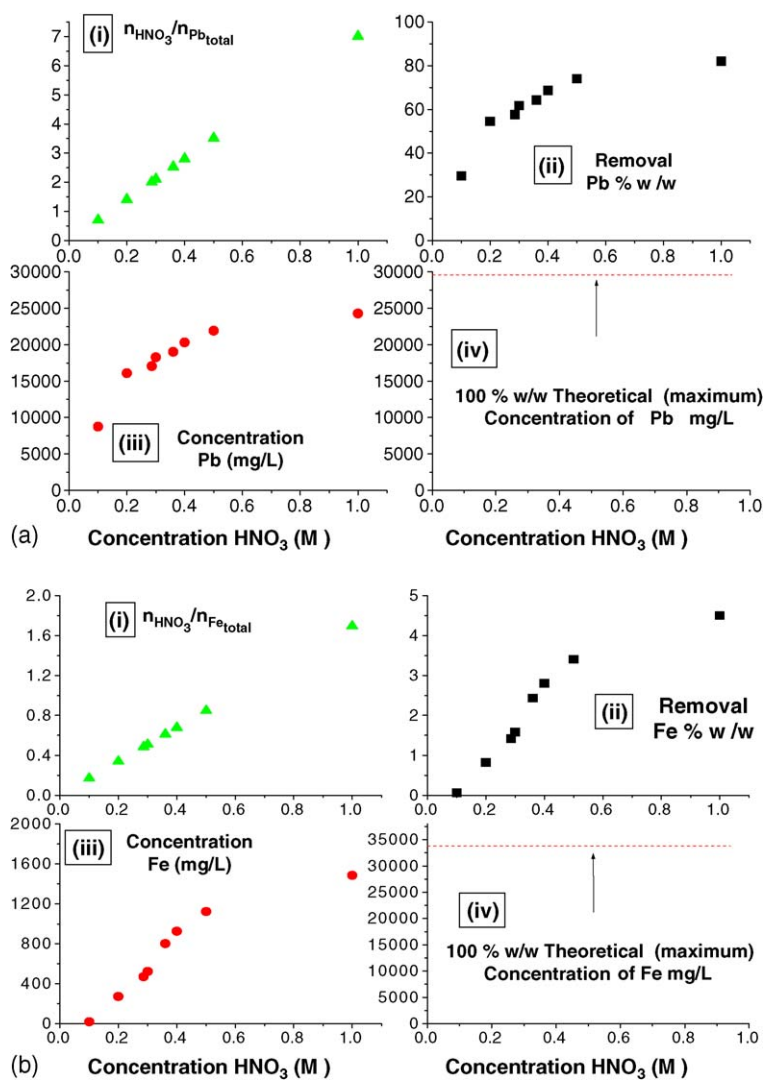 (i) nHNO3/nPbtotal
7
6
5
4
3
2
1
0
0.0 0.2 0.4 0.6 0.8 1.0
100
80
60
40
20
0
(ii) Removal
Pb % w /w
0.0 0.2 0.4 0.6 0.8 1.0
30000
25000
20000
15000
10000
5000
0
(iii) Concentration
Pb (mg/L)
0.0 0.2 0.4 0.6 0.8 1.0
30000
25000
20000
15000
10000
5000
0
(iv)
100 % w/w Theoretical (maximum)
Concentration of Pb mg/L
0.0 0.2 0.4 0.6 0.8 1.0
(a) Concentration HNO3 (M ) Concentration HNO3 (M )
(i) nHNO3/nFetotal
2.0
1.6
1.2
0.8
0.4
0.0
0.0 0.2 0.4 0.6 0.8 1.0
5
4
3
2
1
0
(ii) Removal
Fe % w /w
0.0 0.2 0.4 0.6 0.8 1.0
2000
1600
1200
800
400
0
(iii) Concentration
Fe (mg/L)
0.0 0.2 0.4 0.6 0.8 1.0
35000
30000
25000
20000
15000
10000
5000
0
(iv)
100 % w/w Theoretical (maximum)
Concentration of Fe mg/L
0.0 0.2 0.4 0.6 0.8 1.0
(b) Concentration HNO3 (M ) Concentration HNO3 (M )